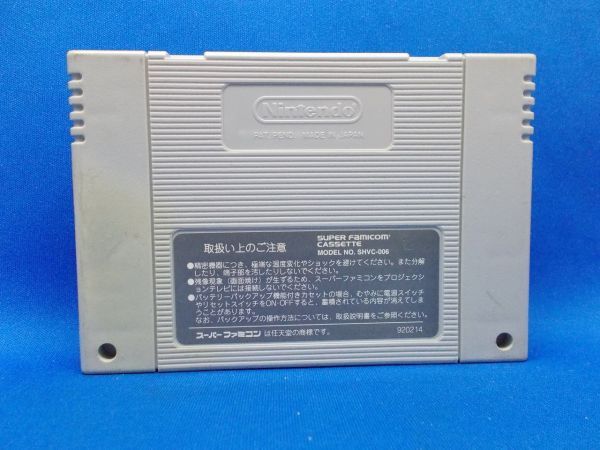 Nintendo
PAT. PEND. MADE IN JAPAN
取扱い上のご注意
SUPER FAMICOM
CASSETTE
MODEL NO. SHVC-006
●精密機器につき、極端な温度変化やショックを避けてください。また分解
したり、端子部を汚したりしないでください。
●残像現象(画面焼け)が生ずるため、スーパーファミコンをプロジェクシ
ョンテレビには接続しないでください。
●バッテリーバックアップ機能付きカセットの場合、むやみに電源スイッチ
やリセットスイッチをON-OFFすると、蓄積されている内容が消えてしま
うことがあります。
なお、バックアップの操作方法については、取扱説明書をご参照ください。
スーパーファミコン は任天堂の商標です。
920214